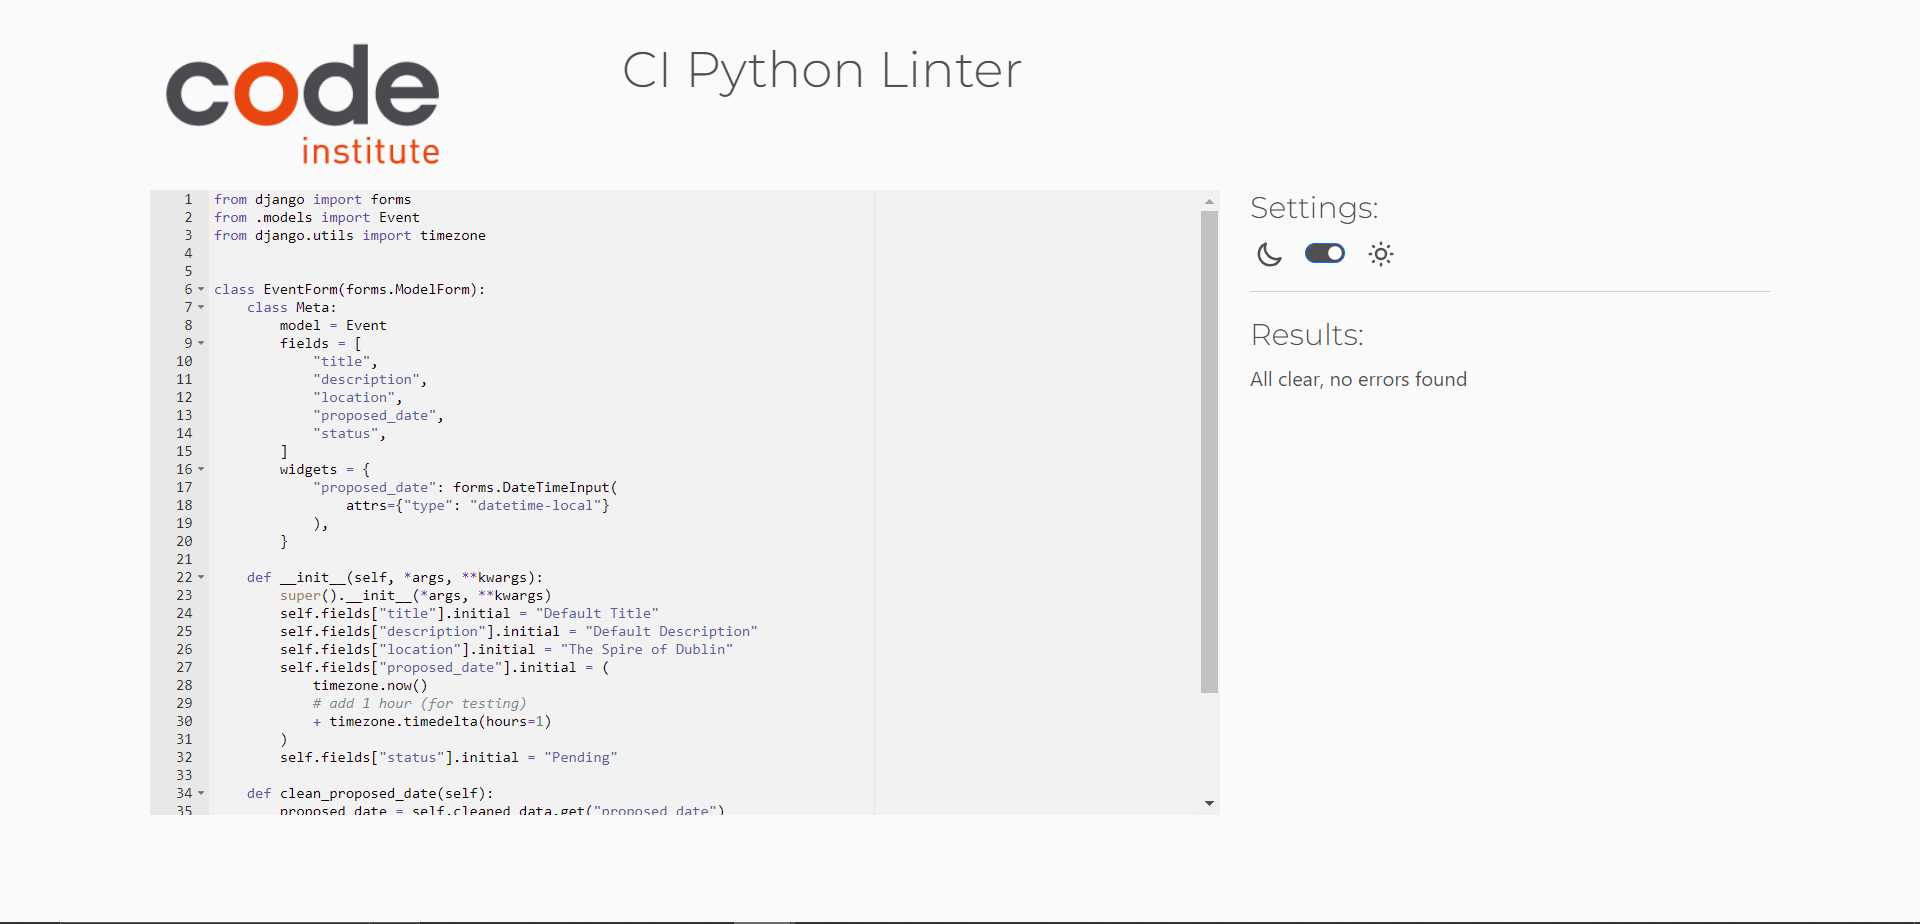 code
institute
CI Python Linter
1 from django import forms
2 from .models import Event
3 from django.utils import timezone
4
5
6 class EventForm(forms.ModelForm):
7     class Meta:
8         model = Event
9         fields = [
10             "title",
11             "description",
12             "location",
13             "proposed_date",
14             "status",
15         ]
16         widgets = {
17             "proposed_date": forms.DateTimeInput(
18                 attrs={"type": "datetime-local"}
19             ),
20         }
21
22     def __init__(self, *args, **kwargs):
23         super().__init__(*args, **kwargs)
24         self.fields["title"].initial = "Default Title"
25         self.fields["description"].initial = "Default Description"
26         self.fields["location"].initial = "The Spire of Dublin"
27         self.fields["proposed_date"].initial = (
28             timezone.now()
29             # add 1 hour (for testing)
30             + timezone.timedelta(hours=1)
31         )
32         self.fields["status"].initial = "Pending"
33
34     def clean_proposed_date(self):
35         proposed_date = self.cleaned_data.get("proposed_date")
Settings:
Results:
All clear, no errors found